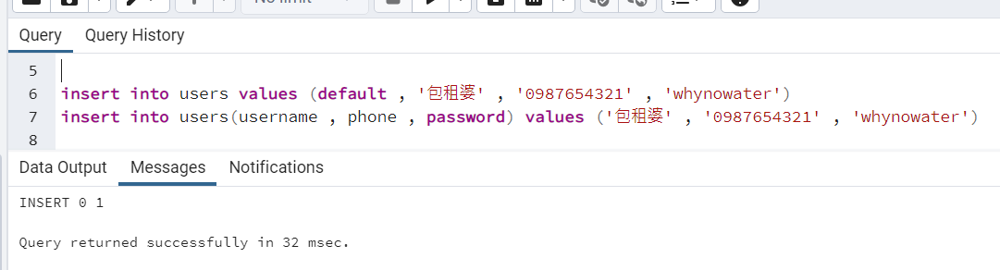 No limit
Query Query History
5
6 insert into users values (default , '包租婆' , '0987654321' , 'whynowater')
7 insert into users(username , phone , password) values ('包租婆' , '0987654321' , 'whynowater')
8
Data Output Messages Notifications
INSERT 0 1
Query returned successfully in 32 msec.